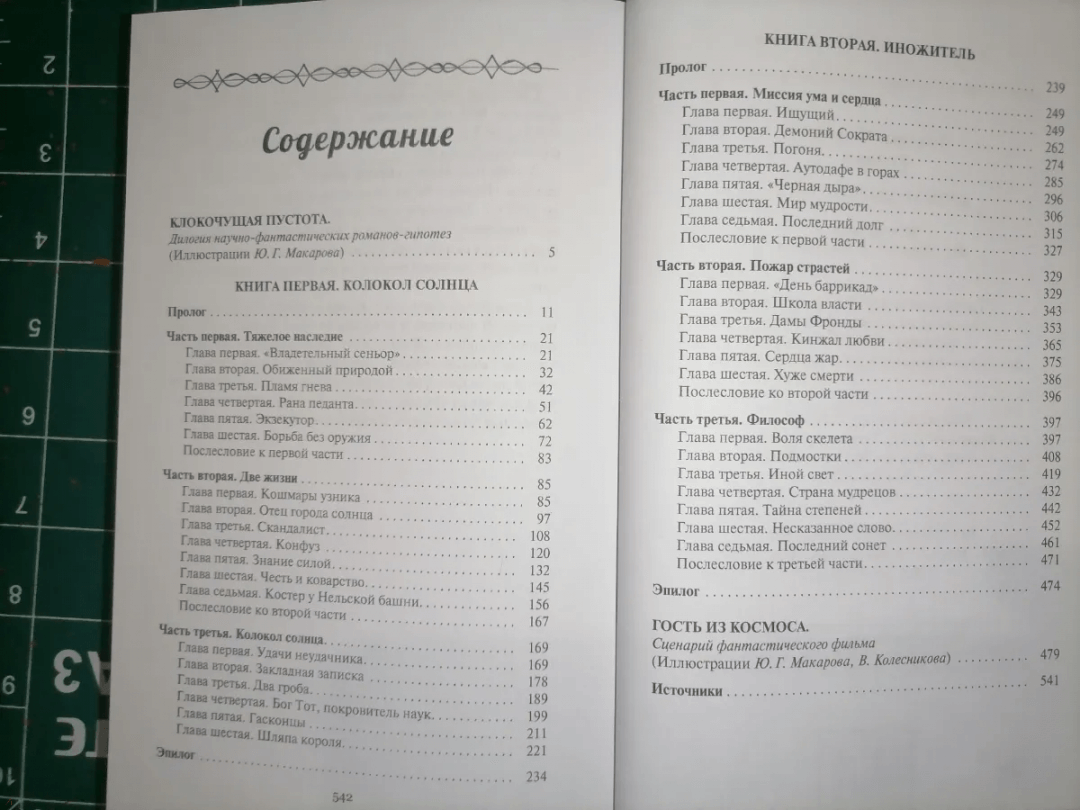 Содержание
КЛОКОЧУЩАЯ ПУСТОТА.
Дилогия научно-фантастических романов-гипотез
(Иллюстрации Ю. Г. Макарова) 5
КНИГА ПЕРВАЯ. КОЛОКОЛ СОЛНЦА
Пролог 11
Часть первая. Тяжелое наследие 21
Глава первая. «Владетельный сеньор» 21
Глава вторая. Обиженный природой 32
Глава третья. Пламя гнева 42
Глава четвертая. Рана педанта 51
Глава пятая. Экзекутор 62
Глава шестая. Борьба без оружия 72
Послесловие к первой части 83
Часть вторая. Две жизни 85
Глава первая. Кошмары узника 85
Глава вторая. Отец города солнца 97
Глава третья. Скандалист 108
Глава четвертая. Конфуз 120
Глава пятая. Знание силой 132
Глава шестая. Честь и коварство 145
Глава седьмая. Костер у Нельской башни 156
Послесловие ко второй части 167
Часть третья. Колокол солнца 169
Глава первая. Удачи неудачника 169
Глава вторая. Закладная записка 178
Глава третья. Два гроба 189
Глава четвертая. Бог Тот, покровитель наук 199
Глава пятая. Гасконцы 211
Глава шестая. Шляпа короля 221
Эпилог 234
542
КНИГА ВТОРАЯ. ИНОЖИТЕЛЬ
Пролог 239
Часть первая. Миссия ума и сердца 249
Глава первая. Ищущий 249
Глава вторая. Демоний Сократа 262
Глава третья. Погоня 274
Глава четвертая. Аутодафе в горах 285
Глава пятая. «Черная дыра» 296
Глава шестая. Мир мудрости 306
Глава седьмая. Последний долг 315
Послесловие к первой части 327
Часть вторая. Пожар страстей 329
Глава первая. «День баррикад» 329
Глава вторая. Школа власти 343
Глава третья. Дамы Фронды 353
Глава четвертая. Кинжал любви 365
Глава пятая. Сердца жар 375
Глава шестая. Хуже смерти 386
Послесловие ко второй части 396
Часть третья. Философ 397
Глава первая. Воля скелета 397
Глава вторая. Подмостки 408
Глава третья. Иной свет 419
Глава четвертая. Страна мудрецов 432
Глава пятая. Тайна степеней 442
Глава шестая. Несказанное слово 452
Глава седьмая. Последний сонет 461
Послесловие к третьей части 471
Эпилог 474
ГОСТЬ ИЗ КОСМОСА.
Сценарий фантастического фильма
(Иллюстрации Ю. Г. Макарова, В. Колесникова) 479
Источники 541
2
3
4
5
6
7
8
9
10